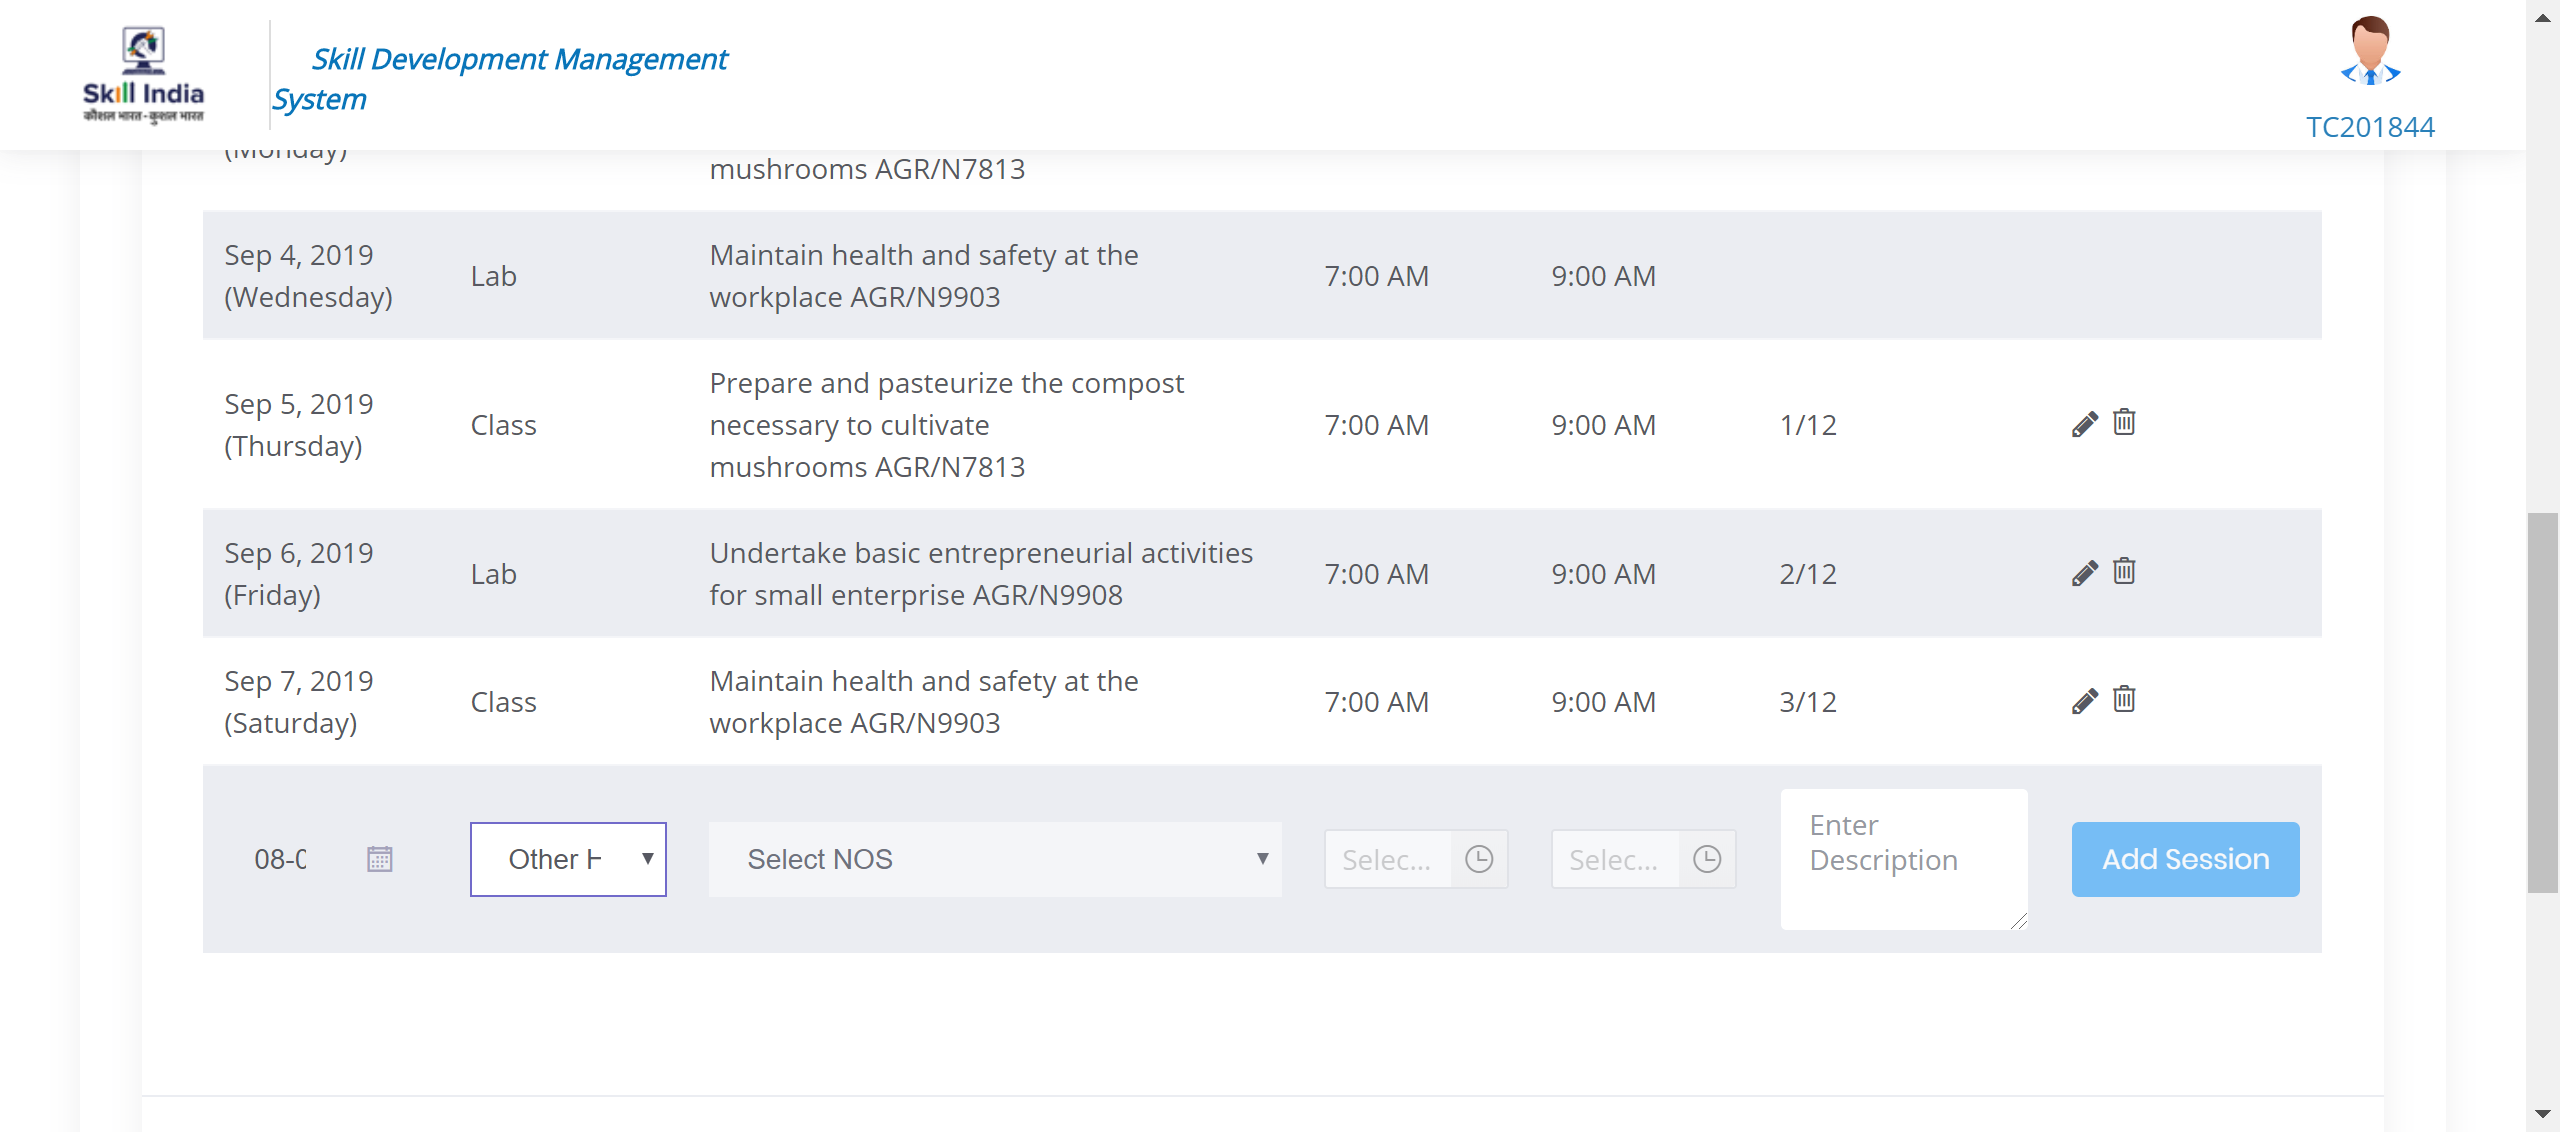 Skill India
कौशल भारत - कुशल भारत
Skill Development Management
System
TC201844
(Monday)
mushrooms AGR/N7813
Sep 4, 2019
(Wednesday)
Lab
Maintain health and safety at the
workplace AGR/N9903
7:00 AM
9:00 AM
Sep 5, 2019
(Thursday)
Class
Prepare and pasteurize the compost
necessary to cultivate
mushrooms AGR/N7813
7:00 AM
9:00 AM
1/12
Sep 6, 2019
(Friday)
Lab
Undertake basic entrepreneurial activities
for small enterprise AGR/N9908
7:00 AM
9:00 AM
2/12
Sep 7, 2019
(Saturday)
Class
Maintain health and safety at the
workplace AGR/N9903
7:00 AM
9:00 AM
3/12
08-0
Other H
Select NOS
Selec...
Selec...
Enter
Description
Add Session